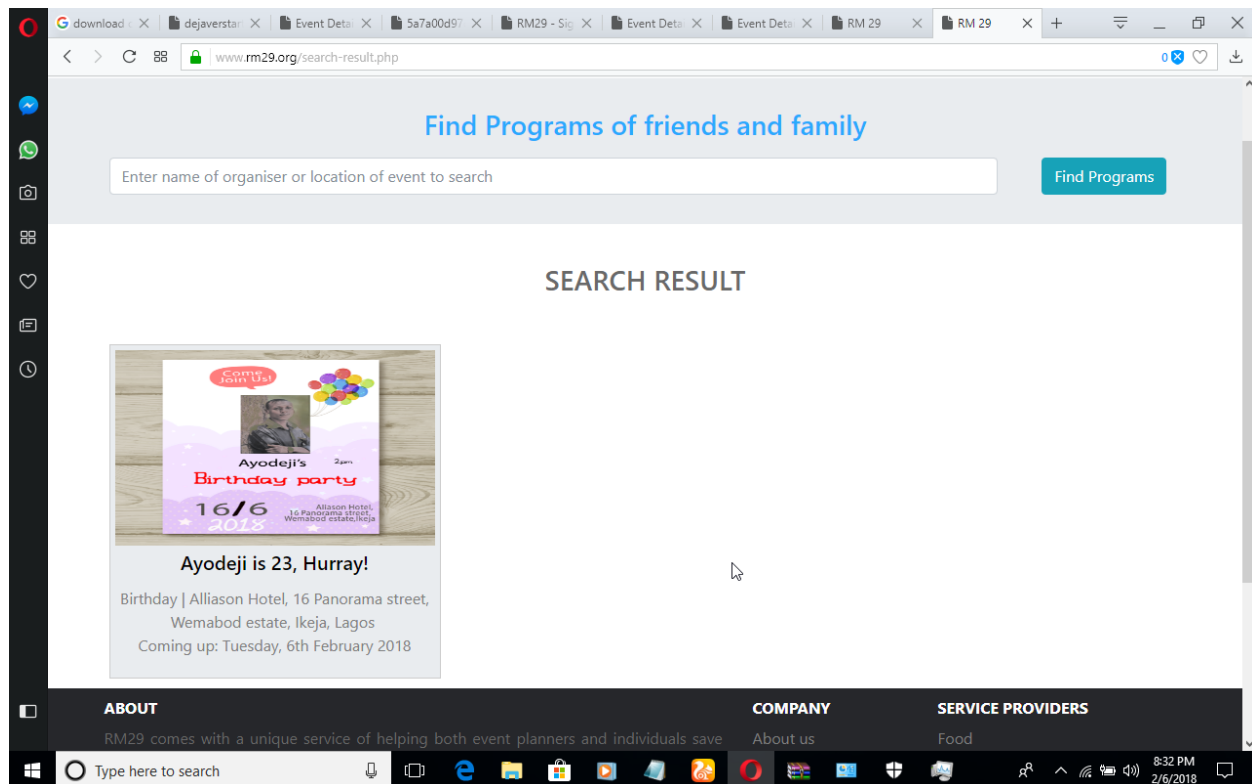 download
dejaverstar
Event Detai
5a7a00d97
RM29 - Sig
Event Deta
Event Deta
RM 29
RM 29
www.rm29.org/search-result.php
0
Find Programs of friends and family
Enter name of organiser or location of event to search
Find Programs
SEARCH RESULT
Come
Join Us!
Ayodeji's
2pm
Birthday party
16/6
2018
Allason Hotel,
16 Panorama street,
Wemabod estate,Ikeja
Ayodeji is 23, Hurray!
Birthday | Alliason Hotel, 16 Panorama street,
Wemabod estate, Ikeja, Lagos
Coming up: Tuesday, 6th February 2018
ABOUT
COMPANY
SERVICE PROVIDERS
RM29 comes with a unique service of helping both event planners and individuals save
About us
Food
Type here to search
8:32 PM
2/6/2018